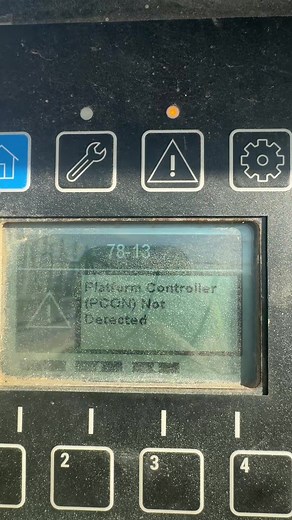 78-13
Platform Controller
(PCON) Not
Detected
2
3
4